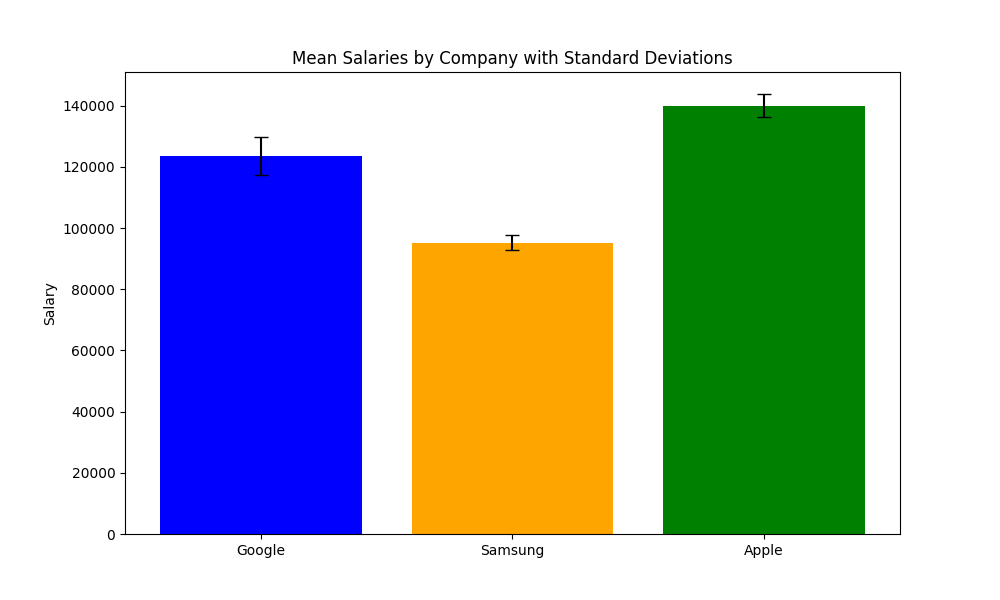 Mean Salaries by Company with Standard Deviations
140000
120000
100000
80000
60000
40000
20000
0
Salary
Google
Samsung
Apple